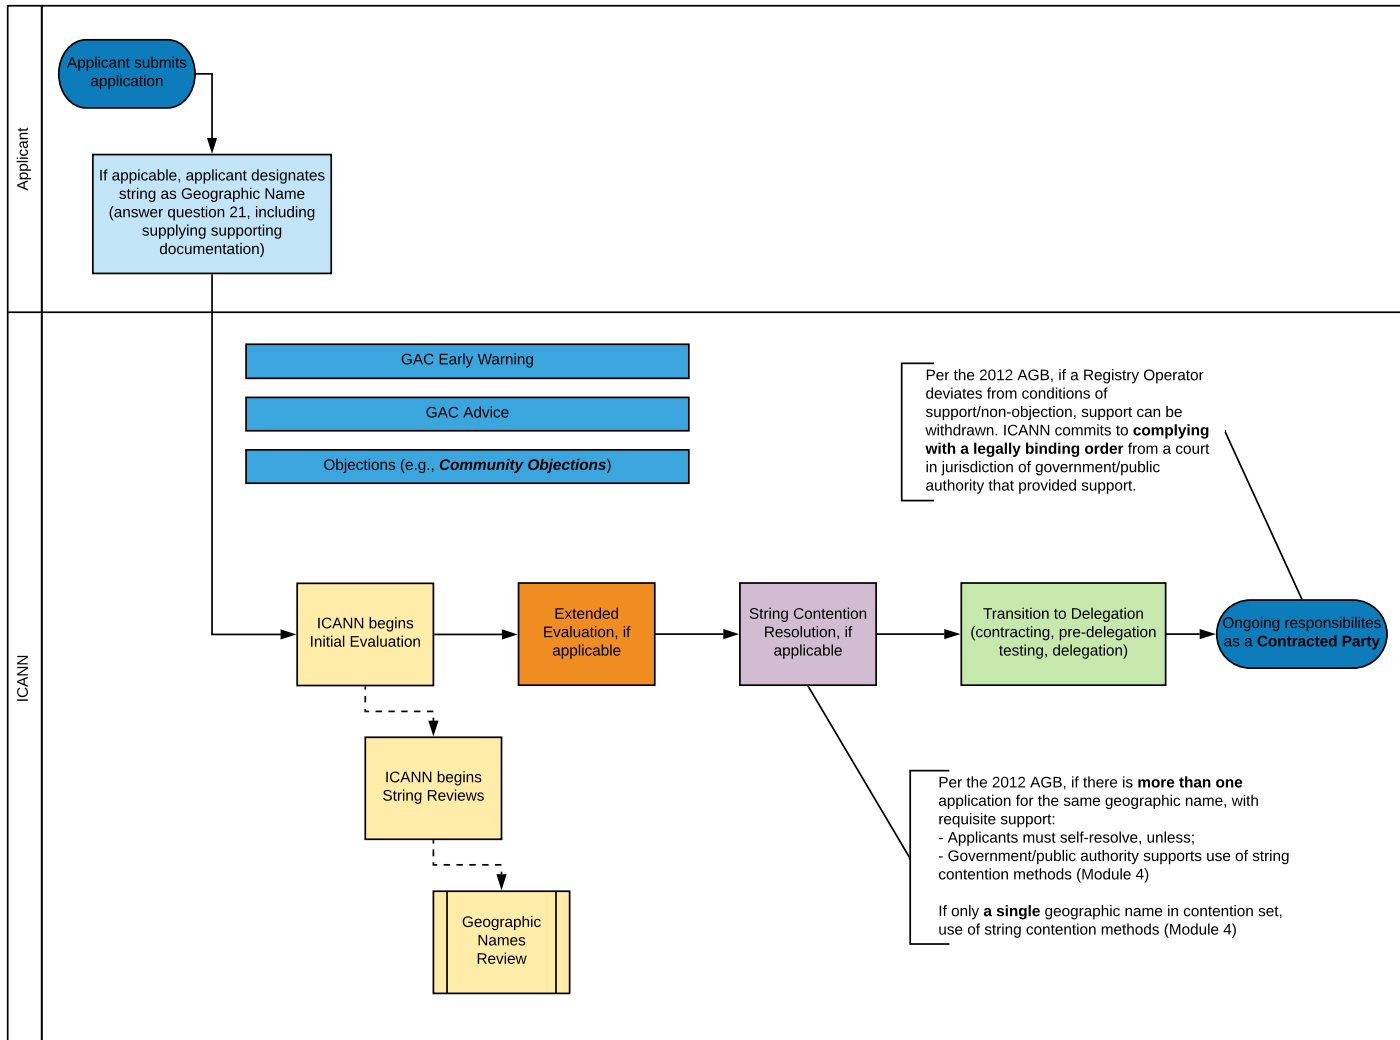 Applicant
Applicant submits
application
If appicable, applicant designates
string as Geographic Name
(answer question 21, including
supplying supporting
documentation)
ICANN
GAC Early Warning
GAC Advice
Objections (e.g., Community Objections)
Per the 2012 AGB, if a Registry Operator
deviates from conditions of
support/non-objection, support can be
withdrawn. ICANN commits to complying
with a legally binding order from a court
in jurisdiction of government/public
authority that provided support.
ICANN begins
Initial Evaluation
Extended
Evaluation, if
applicable
String Contention
Resolution, if
applicable
Transition to Delegation
(contracting, pre-delegation
testing, delegation)
Ongoing responsibilites
as a Contracted Party
ICANN begins
String Reviews
Geographic
Names
Review
Per the 2012 AGB, if there is more than one
application for the same geographic name, with
requisite support:
- Applicants must self-resolve, unless;
- Government/public authority supports use of string
contention methods (Module 4)
If only a single geographic name in contention set,
use of string contention methods (Module 4)